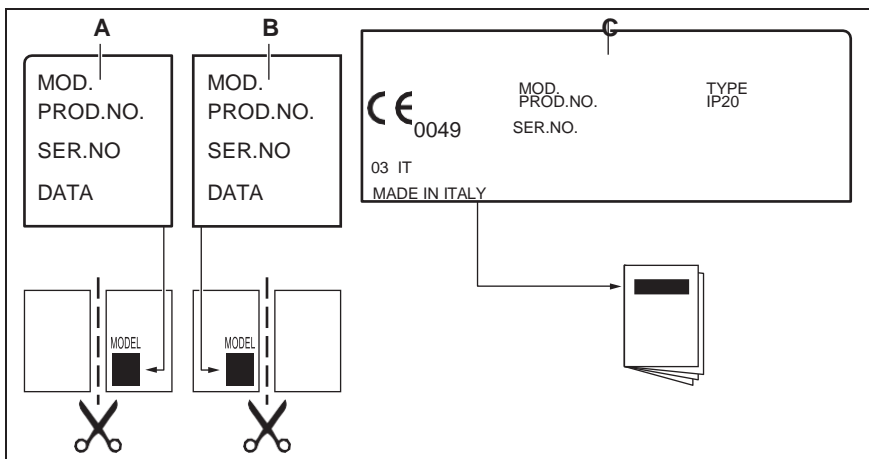 A
B
C
MOD.
PROD.NO.
SER.NO
DATA
MOD.
PROD.NO.
SER.NO
DATA
CE 0049
MOD.
PROD.NO.
SER.NO.
TYPE
IP20
03 IT
MADE IN ITALY
MODEL
MODEL